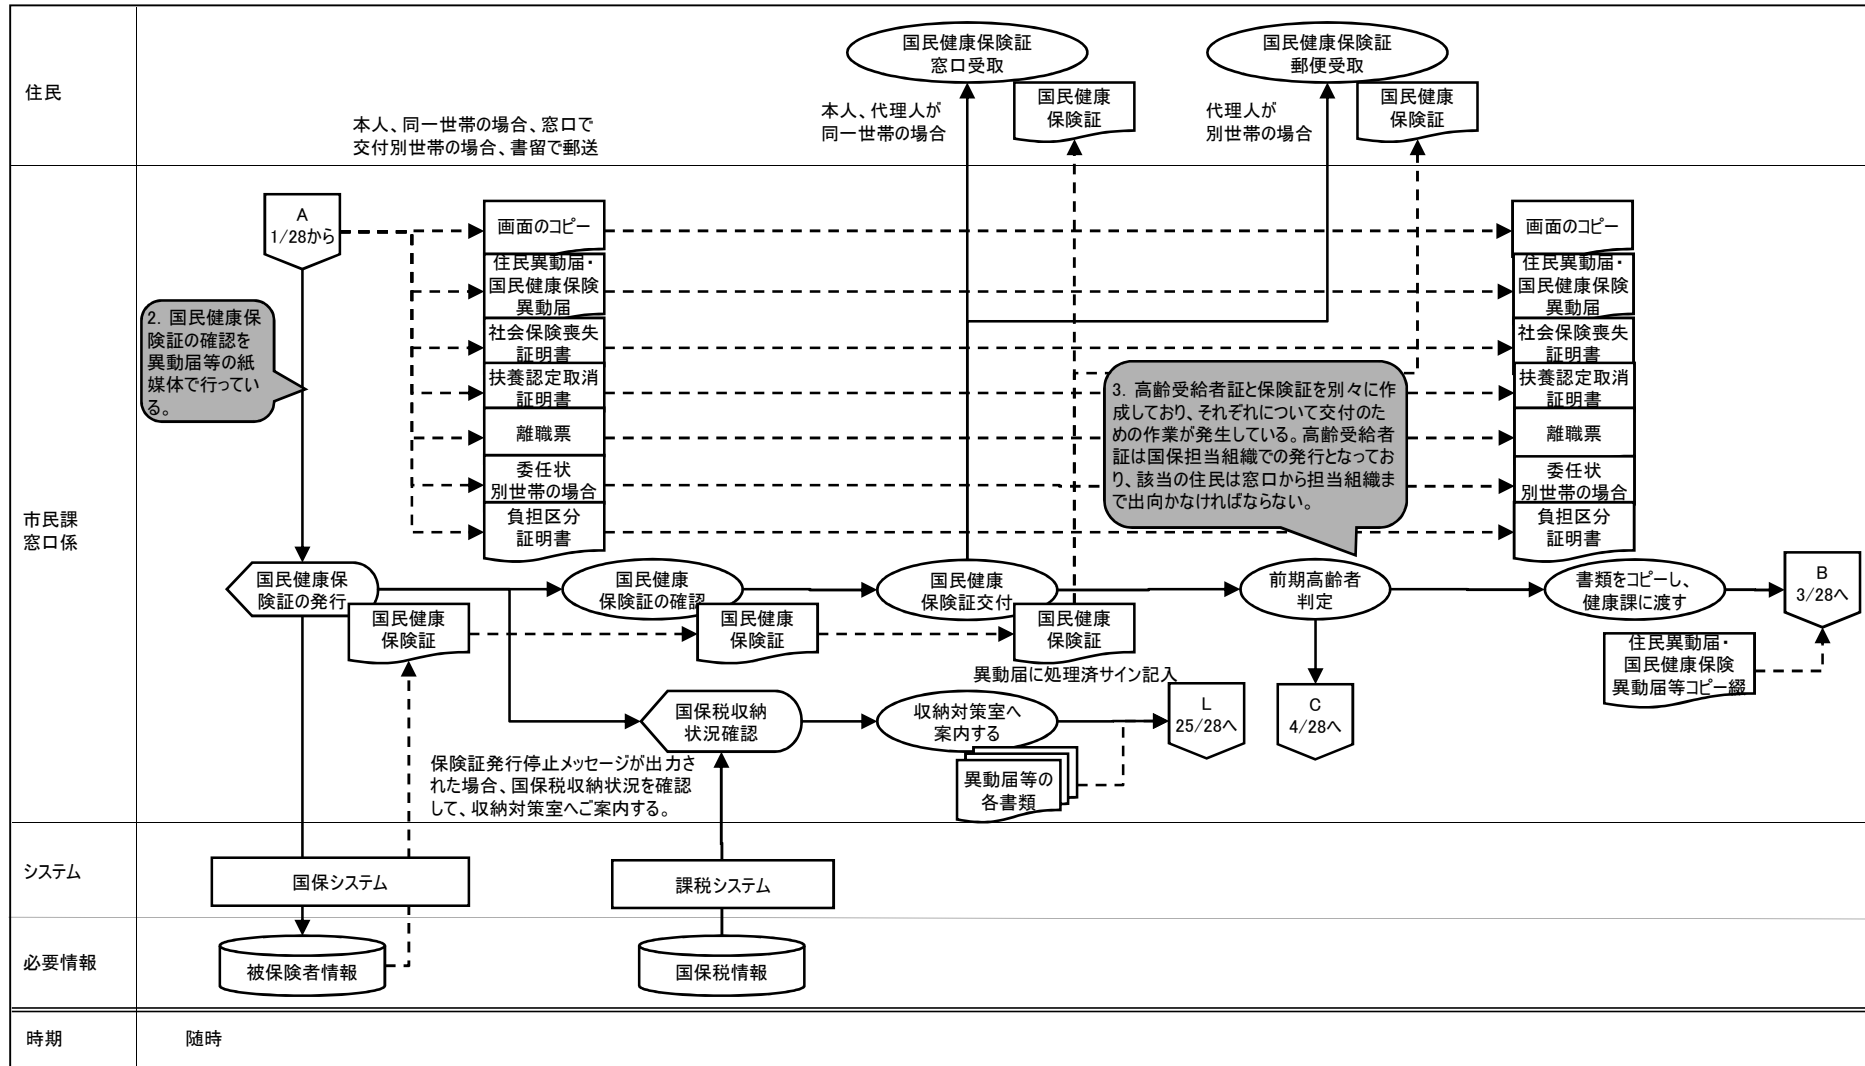 住民
国民健康保険証
窓口受取
国民健康保険証
郵便受取
国民健康
保険証
国民健康
保険証
本人、同一世帯の場合、窓口で
交付別世帯の場合、書留で郵送
本人、代理人が
同一世帯の場合
代理人が
別世帯の場合
市民課
窓口係
A
1/28から
2. 国民健康保
険証の確認を
異動届等の紙
媒体で行ってい
る。
画面のコピー
住民異動届・
国民健康保険
異動届
社会保険喪失
証明書
扶養認定取消
証明書
離職票
委任状
別世帯の場合
負担区分
証明書
3. 高齢受給者証と保険証を別々に作
成しており、それぞれについて交付のた
めの作業が発生している。高齢受給者
証は国保担当組織での発行となってお
り、該当の住民は窓口から担当組織ま
で出向かなければならない。
画面のコピー
住民異動届・
国民健康保険
異動届
社会保険喪失
証明書
扶養認定取消
証明書
離職票
委任状
別世帯の場合
負担区分
証明書
国民健康保
険証の発行
国民健康
保険証
国民健康
保険証の確認
国民健康
保険証
国民健康
保険証交付
国民健康
保険証
前期高齢者
判定
書類をコピーし、
健康課に渡す
B
3/28へ
住民異動届・
国民健康保険
異動届等コピー綴
異動届に処理済サイン記入
国保税収納
状況確認
収納対策室へ
案内する
L
25/28へ
C
4/28へ
異動届等の
各書類
保険証発行停止メッセージが出力さ
れた場合、国保税収納状況を確認
して、収納対策室へご案内する。
システム
国保システム
課税システム
必要情報
被保険者情報
国保税情報
時期
随時